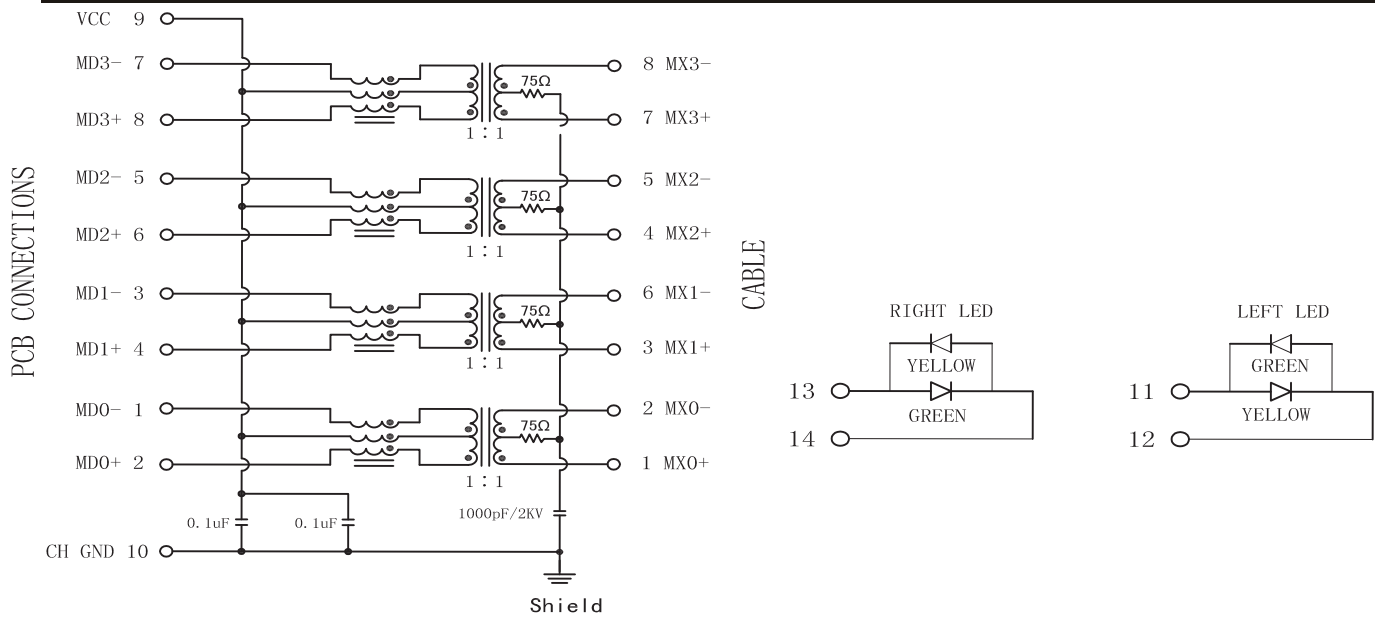 VCC 9
MD3- 7
MD3+ 8
MD2- 5
MD2+ 6
MD1- 3
MD1+ 4
MD0- 1
MD0+ 2
CH GND 10
PCB CONNECTIONS
75Ω
1 : 1
75Ω
1 : 1
75Ω
1 : 1
75Ω
1 : 1
0.1uF
0.1uF
1000pF/2KV
Shield
8 MX3-
7 MX3+
5 MX2-
4 MX2+
6 MX1-
3 MX1+
2 MX0-
1 MX0+
CABLE
RIGHT LED
YELLOW
13
GREEN
14
LEFT LED
GREEN
11
YELLOW
12